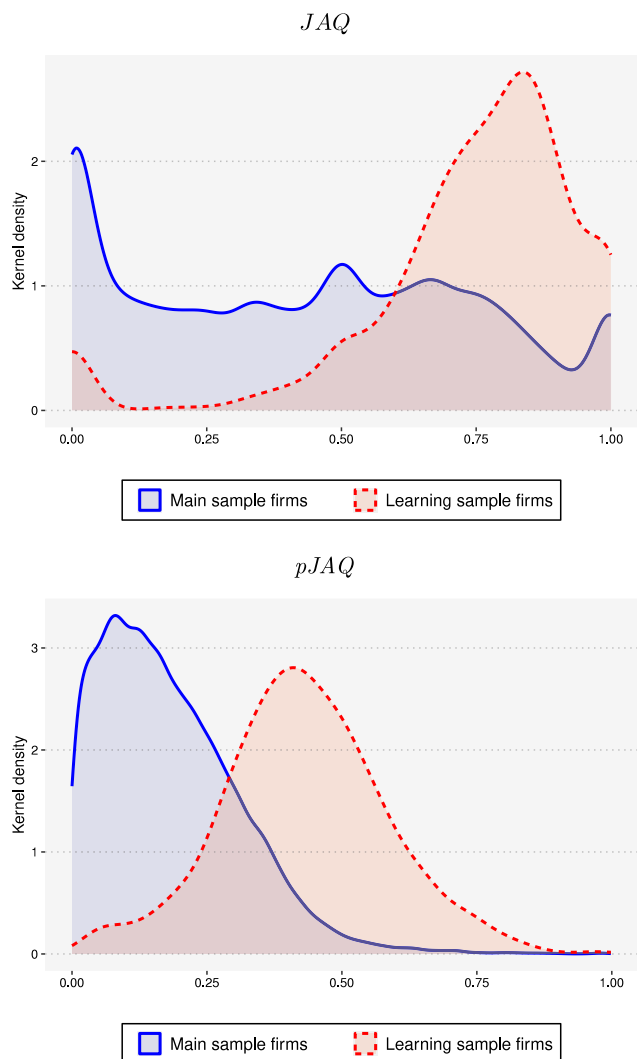 JAQ
Kernel density
2
1
0
0.00 0.25 0.50 0.75 1.00
Main sample firms Learning sample firms
pJAQ
Kernel density
3
2
1
0
0.00 0.25 0.50 0.75 1.00
Main sample firms Learning sample firms